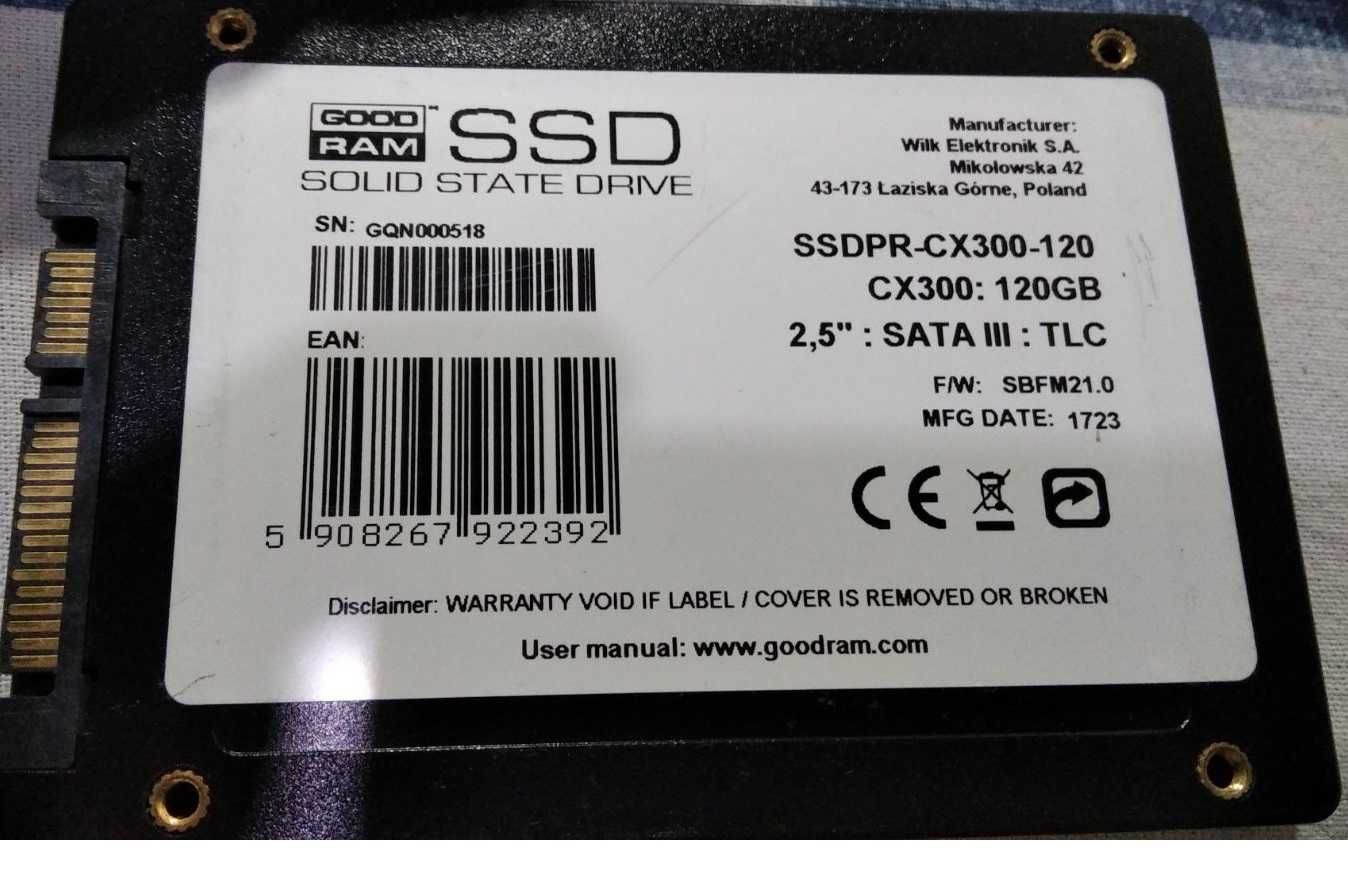 GOOD RAM™ SSD
SOLID STATE DRIVE
SN: GQN000518
EAN:
5 908267 922392
Manufacturer:
Wilk Elektronik S.A.
Mikołowska 42
43-173 Łaziska Górne, Poland
SSDPR-CX300-120
CX300: 120GB
2,5" : SATA III : TLC
F/W: SBFM21.0
MFG DATE: 1723
CE
Disclaimer: WARRANTY VOID IF LABEL / COVER IS REMOVED OR BROKEN
User manual: www.goodram.com